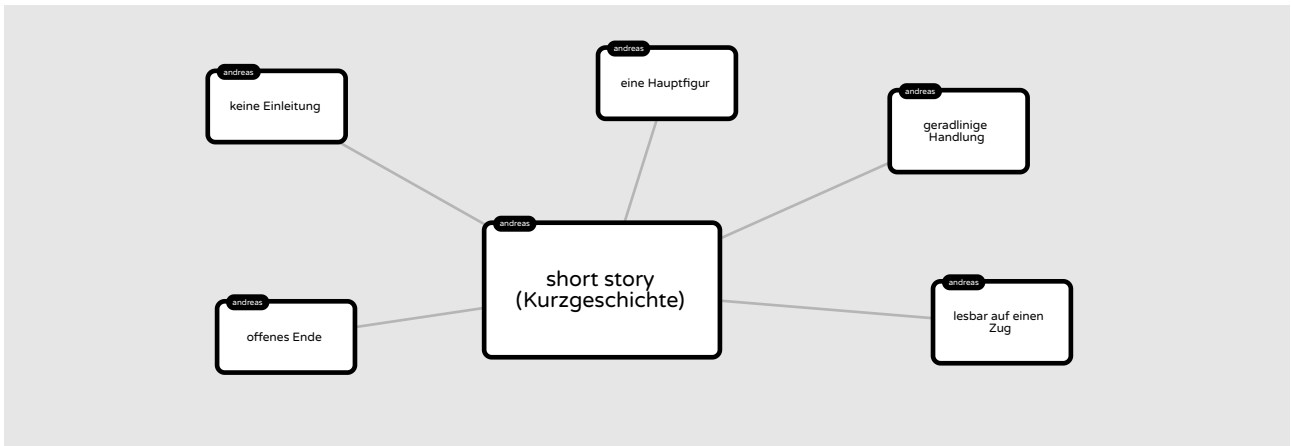 andreas
eine Hauptfigur
andreas
keine Einleitung
andreas
geradlinige
Handlung
andreas
short story
(Kurzgeschichte)
andreas
offenes Ende
andreas
lesbar auf einen
Zug